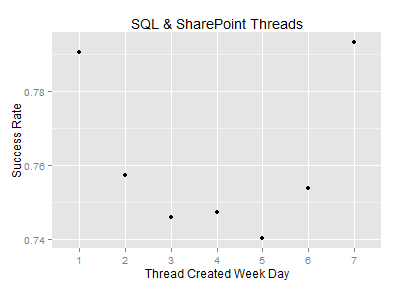 SQL & SharePoint Threads
Success Rate
0.78
0.76
0.74
1 2 3 4 5 6 7
Thread Created Week Day